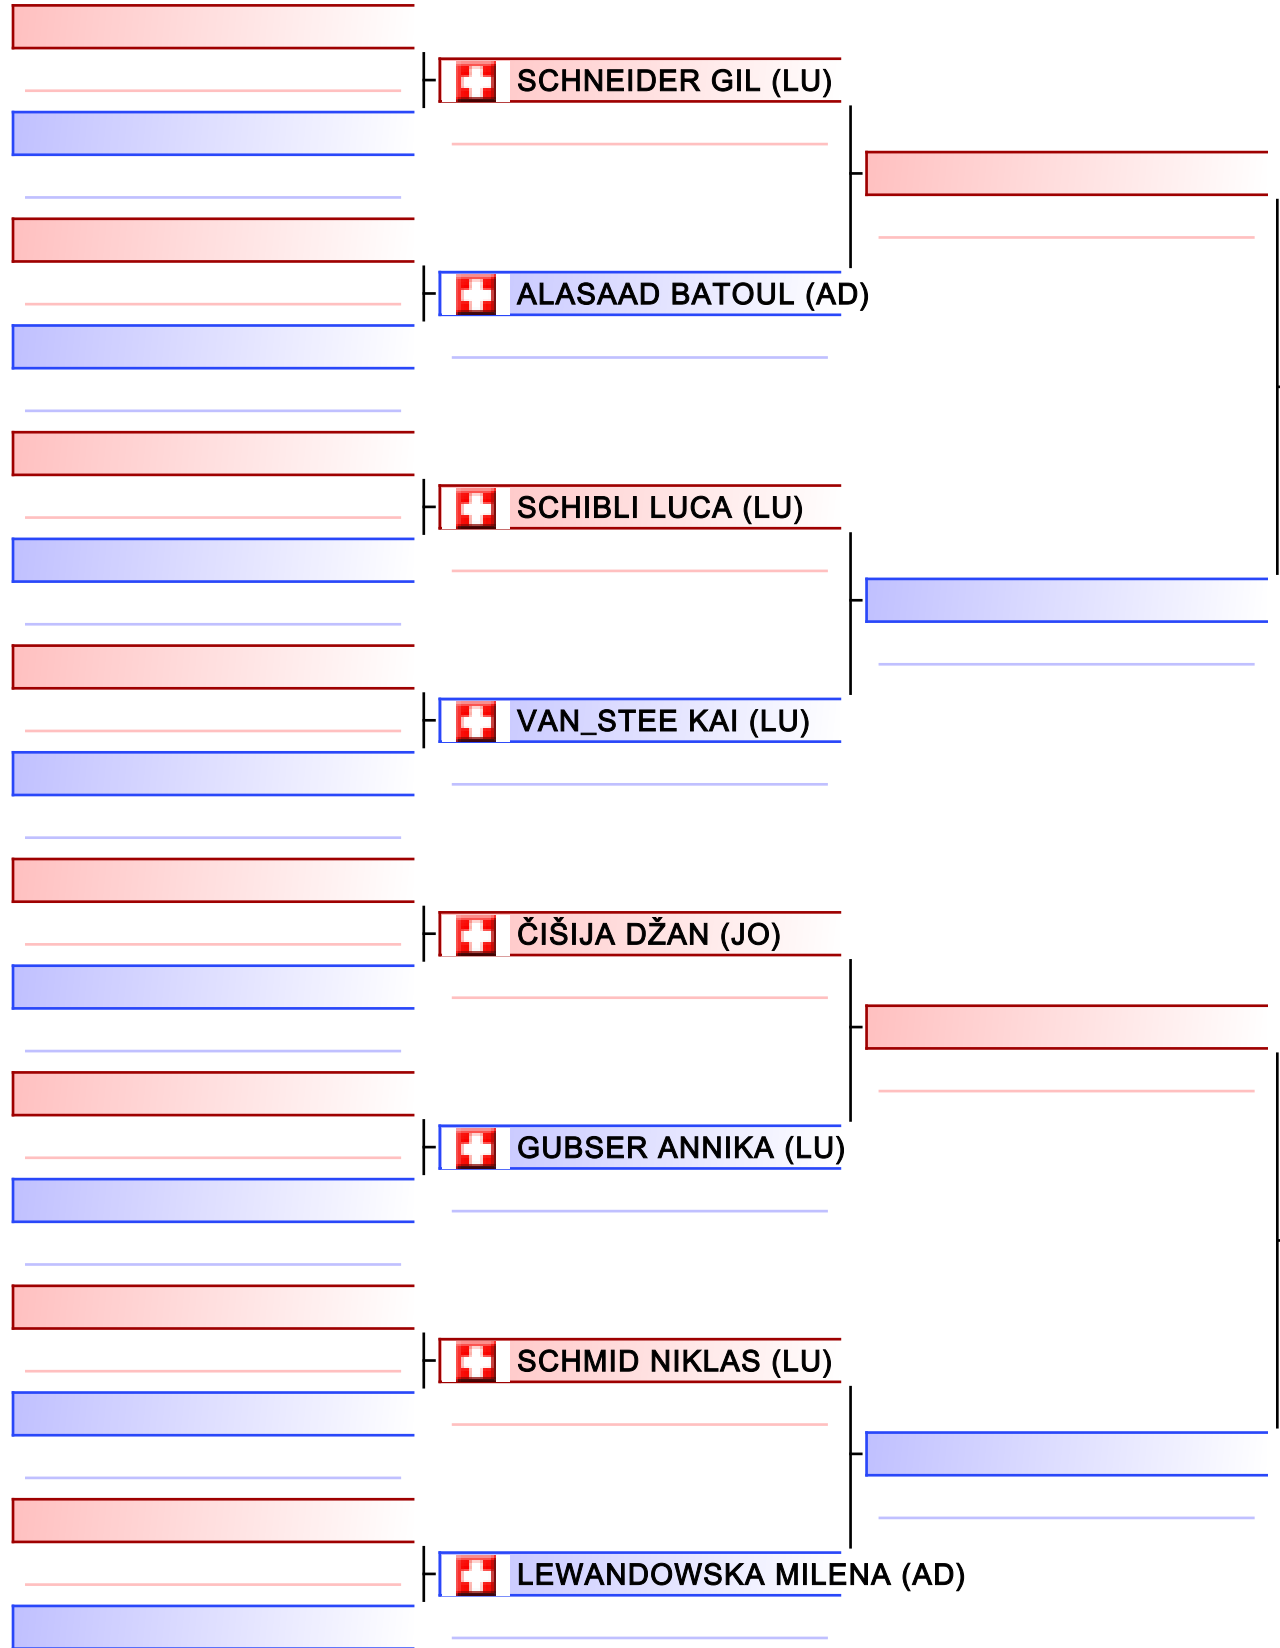 SCHNEIDER GIL (LU)
ALASAAD BATOUL (AD)
SCHIBLI LUCA (LU)
VAN_STEE KAI (LU)
ČIŠIJA DŽAN (JO)
GUBSER ANNIKA (LU)
SCHMID NIKLAS (LU)
LEWANDOWSKA MILENA (AD)